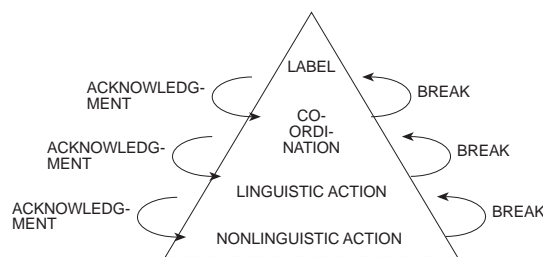 LABEL
ACKNOWLEDG-
MENT
BREAK
CO-
ORDI-
NATION
ACKNOWLEDG-
MENT
BREAK
LINGUISTIC ACTION
ACKNOWLEDG-
MENT
BREAK
NONLINGUISTIC ACTION